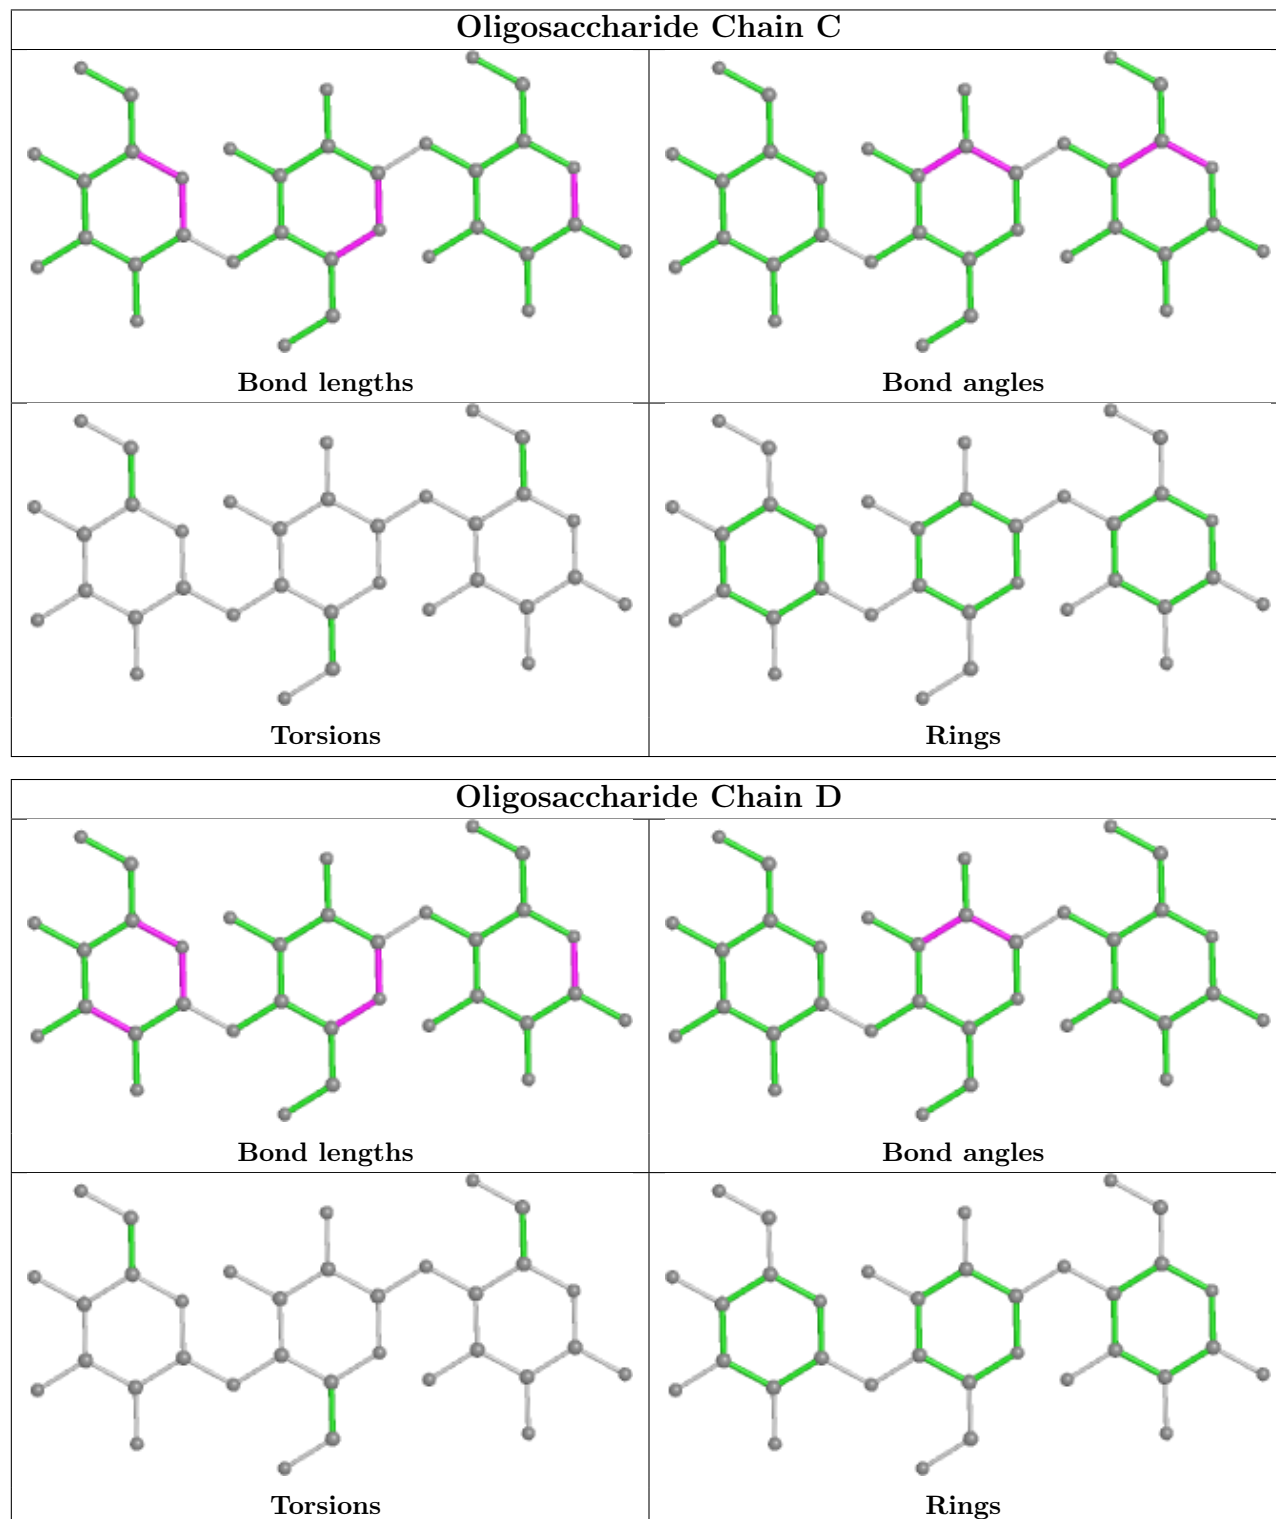 Oligosaccharide Chain C
Bond lengths
Bond angles
Torsions
Rings
Oligosaccharide Chain D
Bond lengths
Bond angles
Torsions
Rings